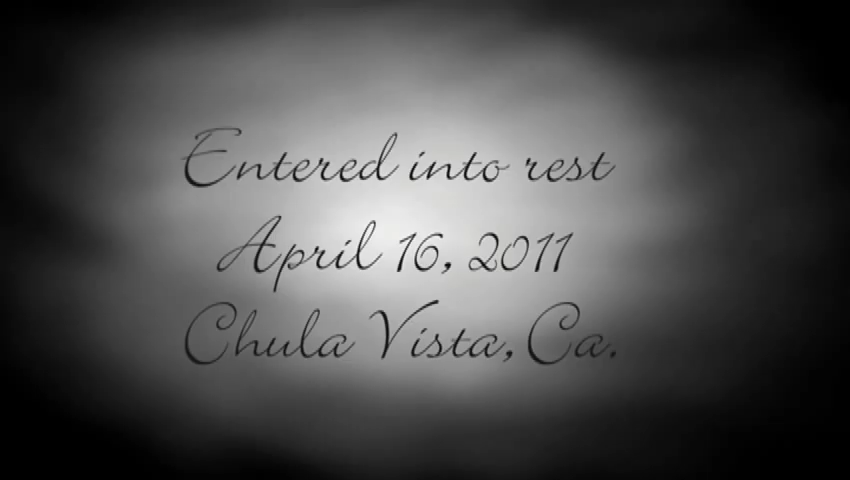 Entered into rest
April 16, 2011
Chula Vista, Ca.